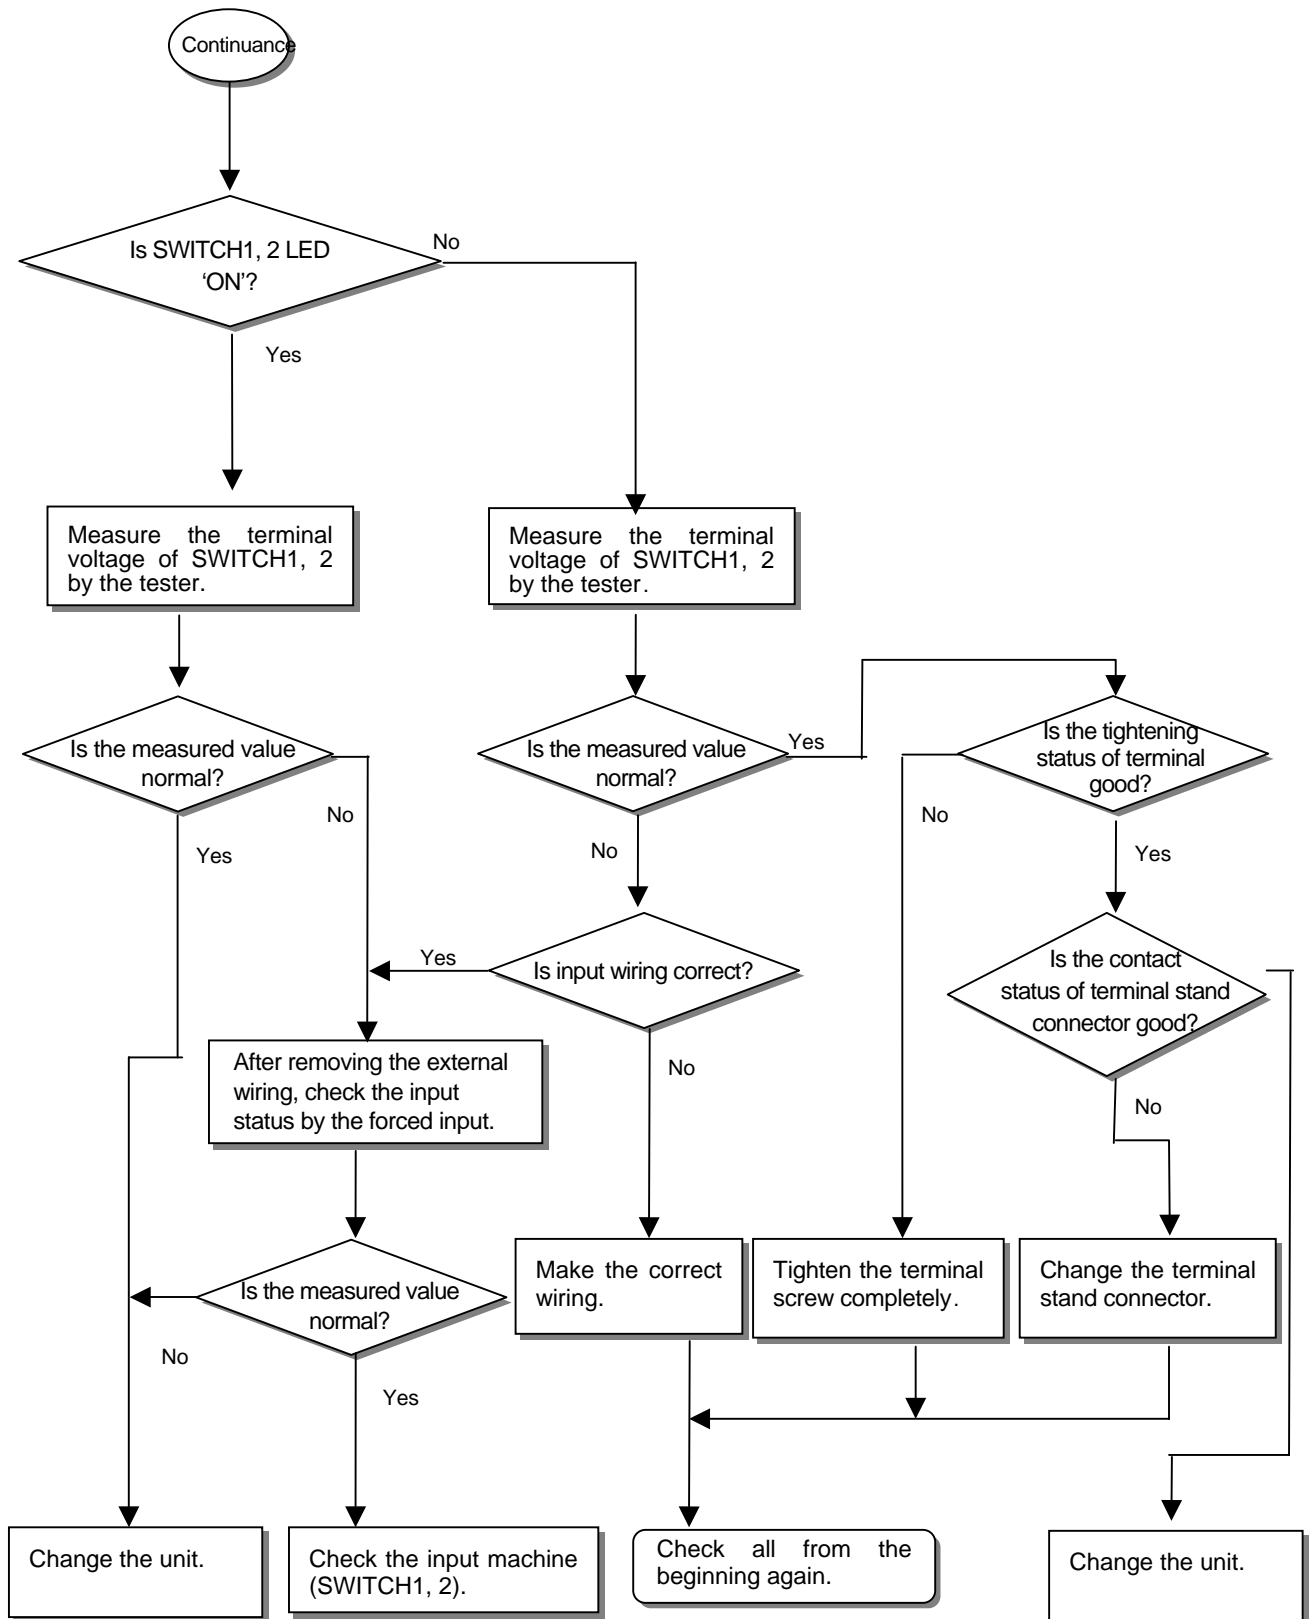 Continuance
Is SWITCH1, 2 LED
‘ON’?
No
Yes
Measure the terminal
voltage of SWITCH1, 2
by the tester.
Measure the terminal
voltage of SWITCH1, 2
by the tester.
Is the measured value
normal?
No
Yes
Is the measured value
normal?
Yes
No
Is the tightening
status of terminal
good?
No
Yes
Yes
Is input wiring correct?
No
Is the contact
status of terminal stand
connector good?
No
After removing the external
wiring, check the input
status by the forced input.
Is the measured value
normal?
No
Yes
Make the correct
wiring.
Tighten the terminal
screw completely.
Change the terminal
stand connector.
Change the unit.
Check the input machine
(SWITCH1, 2).
Check all from the
beginning again.
Change the unit.